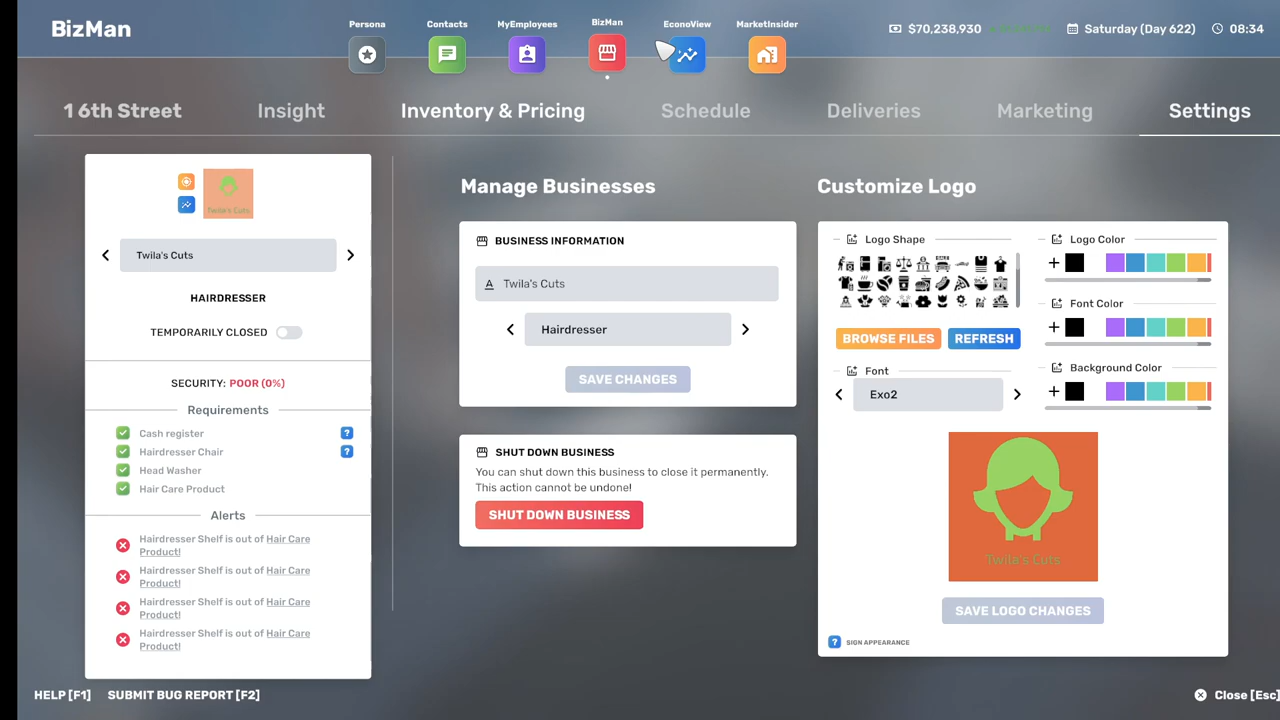 BizMan
Persona
Contacts
MyEmployees
BizMan
EconoView
MarketInsider
$70,238,930
Saturday (Day 622)
08:34
1 6th Street
Insight
Inventory & Pricing
Schedule
Deliveries
Marketing
Settings
Twila's Cuts
Twila's Cuts
HAIRDRESSER
TEMPORARILY CLOSED
SECURITY: POOR (0%)
Requirements
Cash register ?
Hairdresser Chair ?
Head Washer
Hair Care Product
Alerts
Hairdresser Shelf is out of Hair Care
Product!
Hairdresser Shelf is out of Hair Care
Product!
Hairdresser Shelf is out of Hair Care
Product!
Hairdresser Shelf is out of Hair Care
Product!
Manage Businesses
BUSINESS INFORMATION
Twila's Cuts
Hairdresser
SAVE CHANGES
SHUT DOWN BUSINESS
You can shut down this business to close it permanently.
This action cannot be undone!
SHUT DOWN BUSINESS
Customize Logo
Logo Shape
BROWSE FILES
REFRESH
Font
Exo2
Logo Color
Font Color
Background Color
Twila's Cuts
SAVE LOGO CHANGES
? SIGN APPEARANCE
HELP [F1]
SUBMIT BUG REPORT [F2]
Close [Esc]